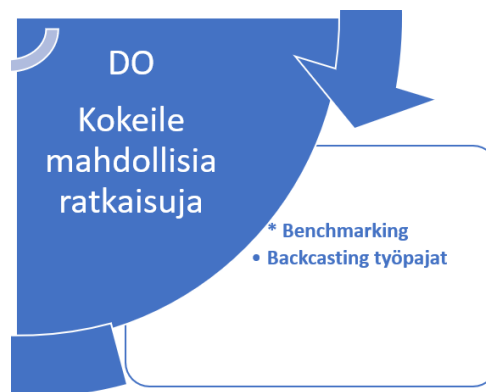 DO
Kokeile
mahdollisia
ratkaisuja
* Benchmarking
• Backcasting työpajat